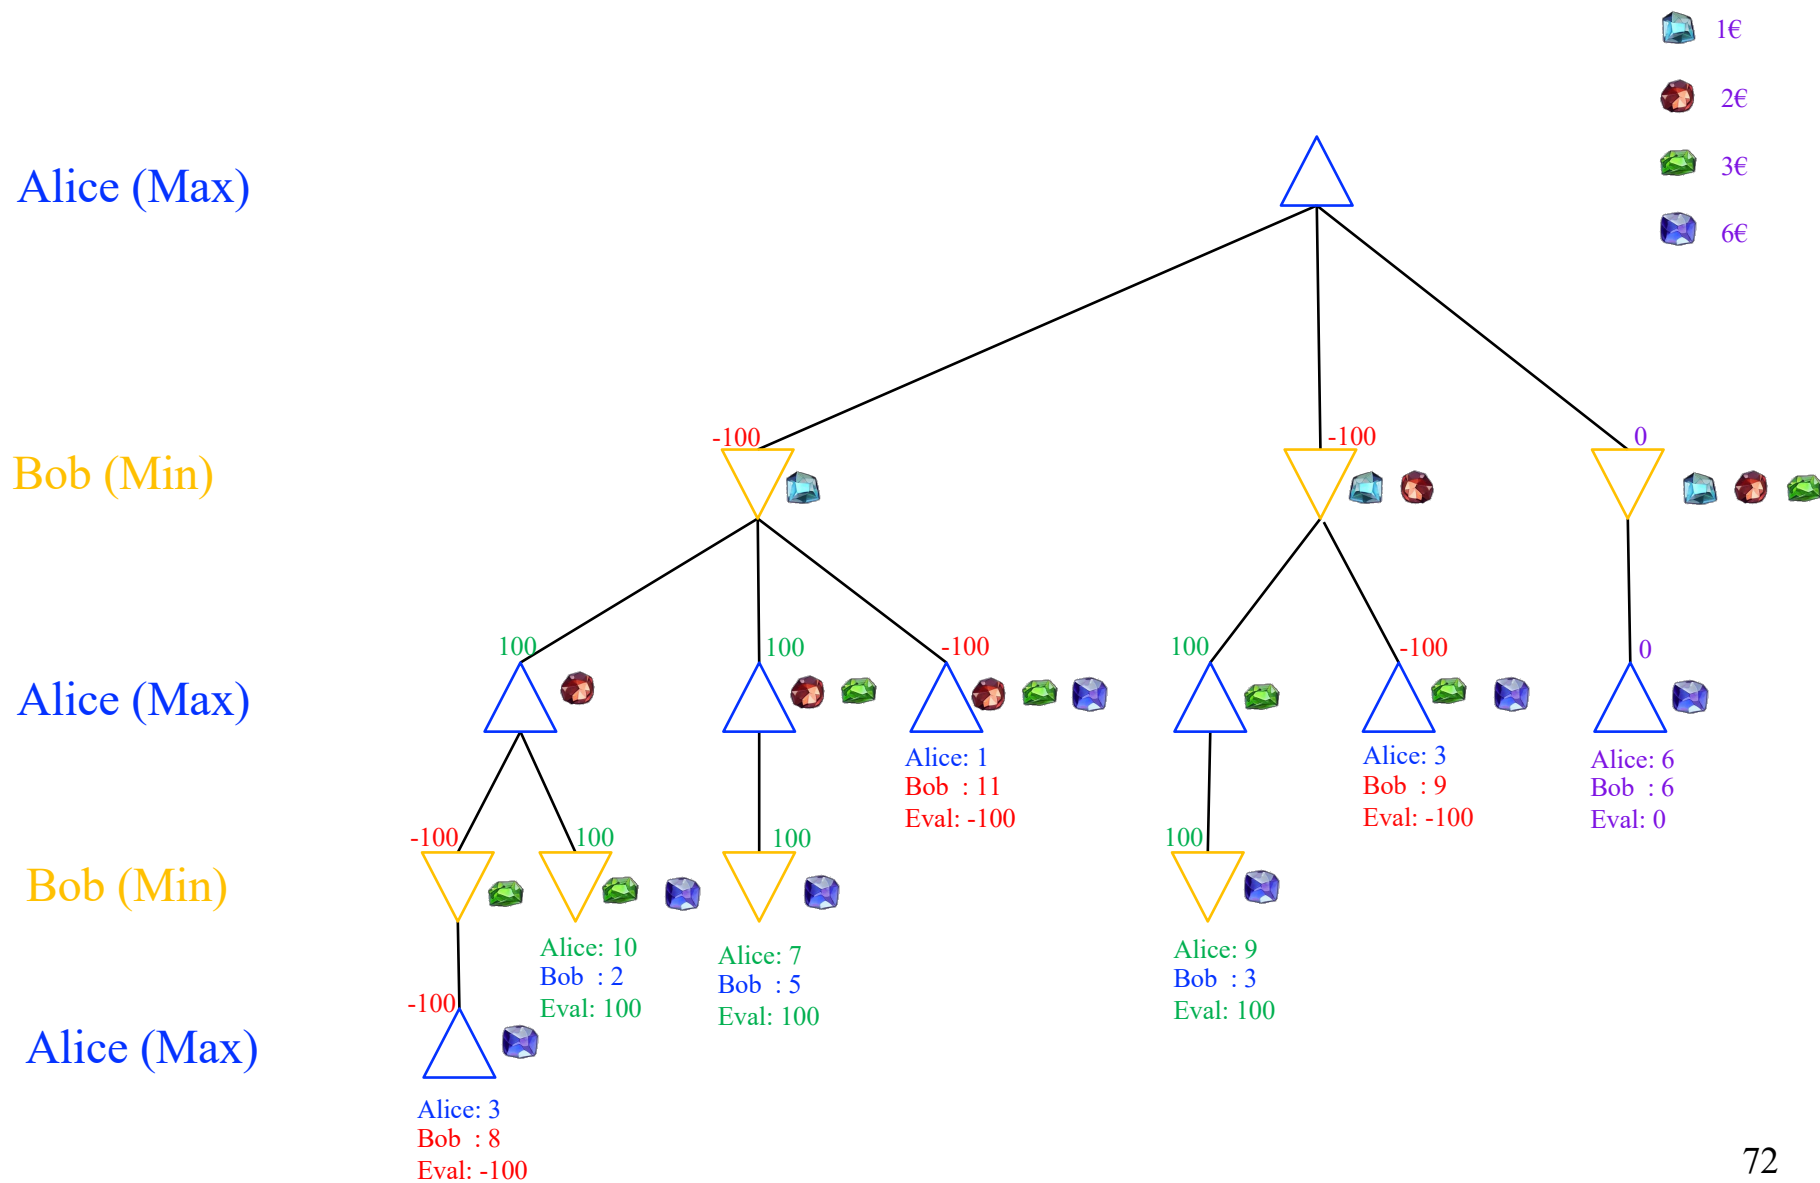 1€
2€
Alice (Max)
3€
6€
-100
-100
0
Bob (Min)
100
100
-100
100
-100
0
Alice (Max)
Alice: 1
Bob : 11
Eval: -100
Alice: 3
Bob : 9
Eval: -100
Alice: 6
Bob : 6
Eval: 0
-100
100
100
100
Bob (Min)
Alice: 10
Bob : 2
Eval: 100
Alice: 7
Bob : 5
Eval: 100
Alice: 9
Bob : 3
Eval: 100
-100
Alice (Max)
Alice: 3
Bob : 8
Eval: -100
72